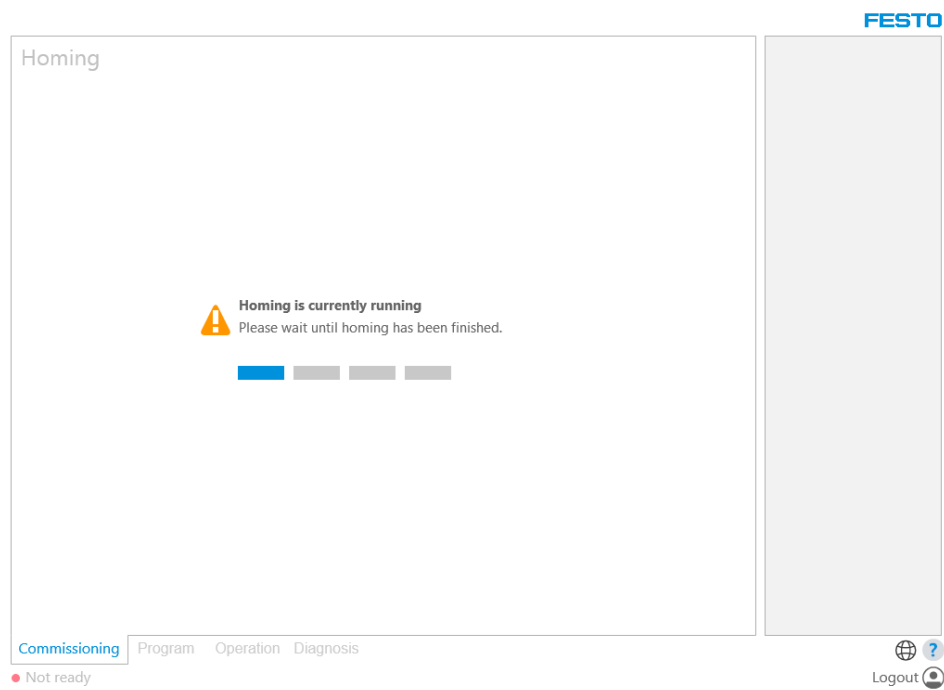 FESTO
Homing
Homing is currently running
Please wait until homing has been finished.
Commissioning Program Operation Diagnosis
?
Not ready
Logout